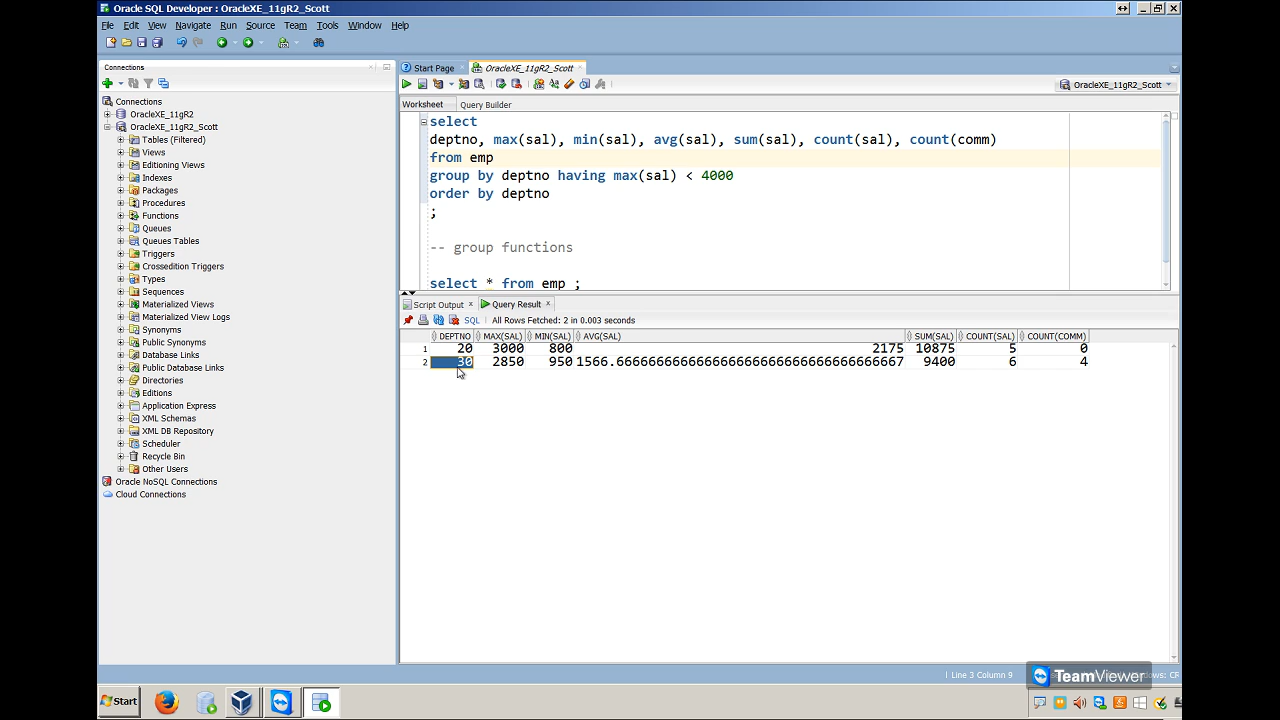 Oracle SQL Developer : OracleXE_11gR2_Scott
File Edit View Navigate Run Source Team Tools Window Help
Connections
Start Page OracleXE_11gR2_Scott
OracleXE_11gR2_Scott
Worksheet Query Builder
Connections
OracleXE_11gR2
OracleXE_11gR2_Scott
Tables (Filtered)
Views
Editioning Views
Indexes
Packages
Procedures
Functions
Queues
Queues Tables
Triggers
Crossedition Triggers
Types
Sequences
Materialized Views
Materialized View Logs
Synonyms
Public Synonyms
Database Links
Public Database Links
Directories
Editions
Application Express
XML Schemas
XML DB Repository
Scheduler
Recycle Bin
Other Users
Oracle NoSQL Connections
Cloud Connections
select
deptno, max(sal), min(sal), avg(sal), sum(sal), count(sal), count(comm)
from emp
group by deptno having max(sal) < 4000
order by deptno
;
-- group functions
select * from emp ;
Script Output Query Result
SQL All Rows Fetched: 2 in 0.003 seconds
DEPTNO MAX(SAL) MIN(SAL) AVG(SAL) SUM(SAL) COUNT(SAL) COUNT(COMM)
1 20 3000 800 2175 10875 5 0
2 30 2850 950 1566.66666666666666666666666666666666667 9400 6 4
Line 3 Column 9
TeamViewer
Start